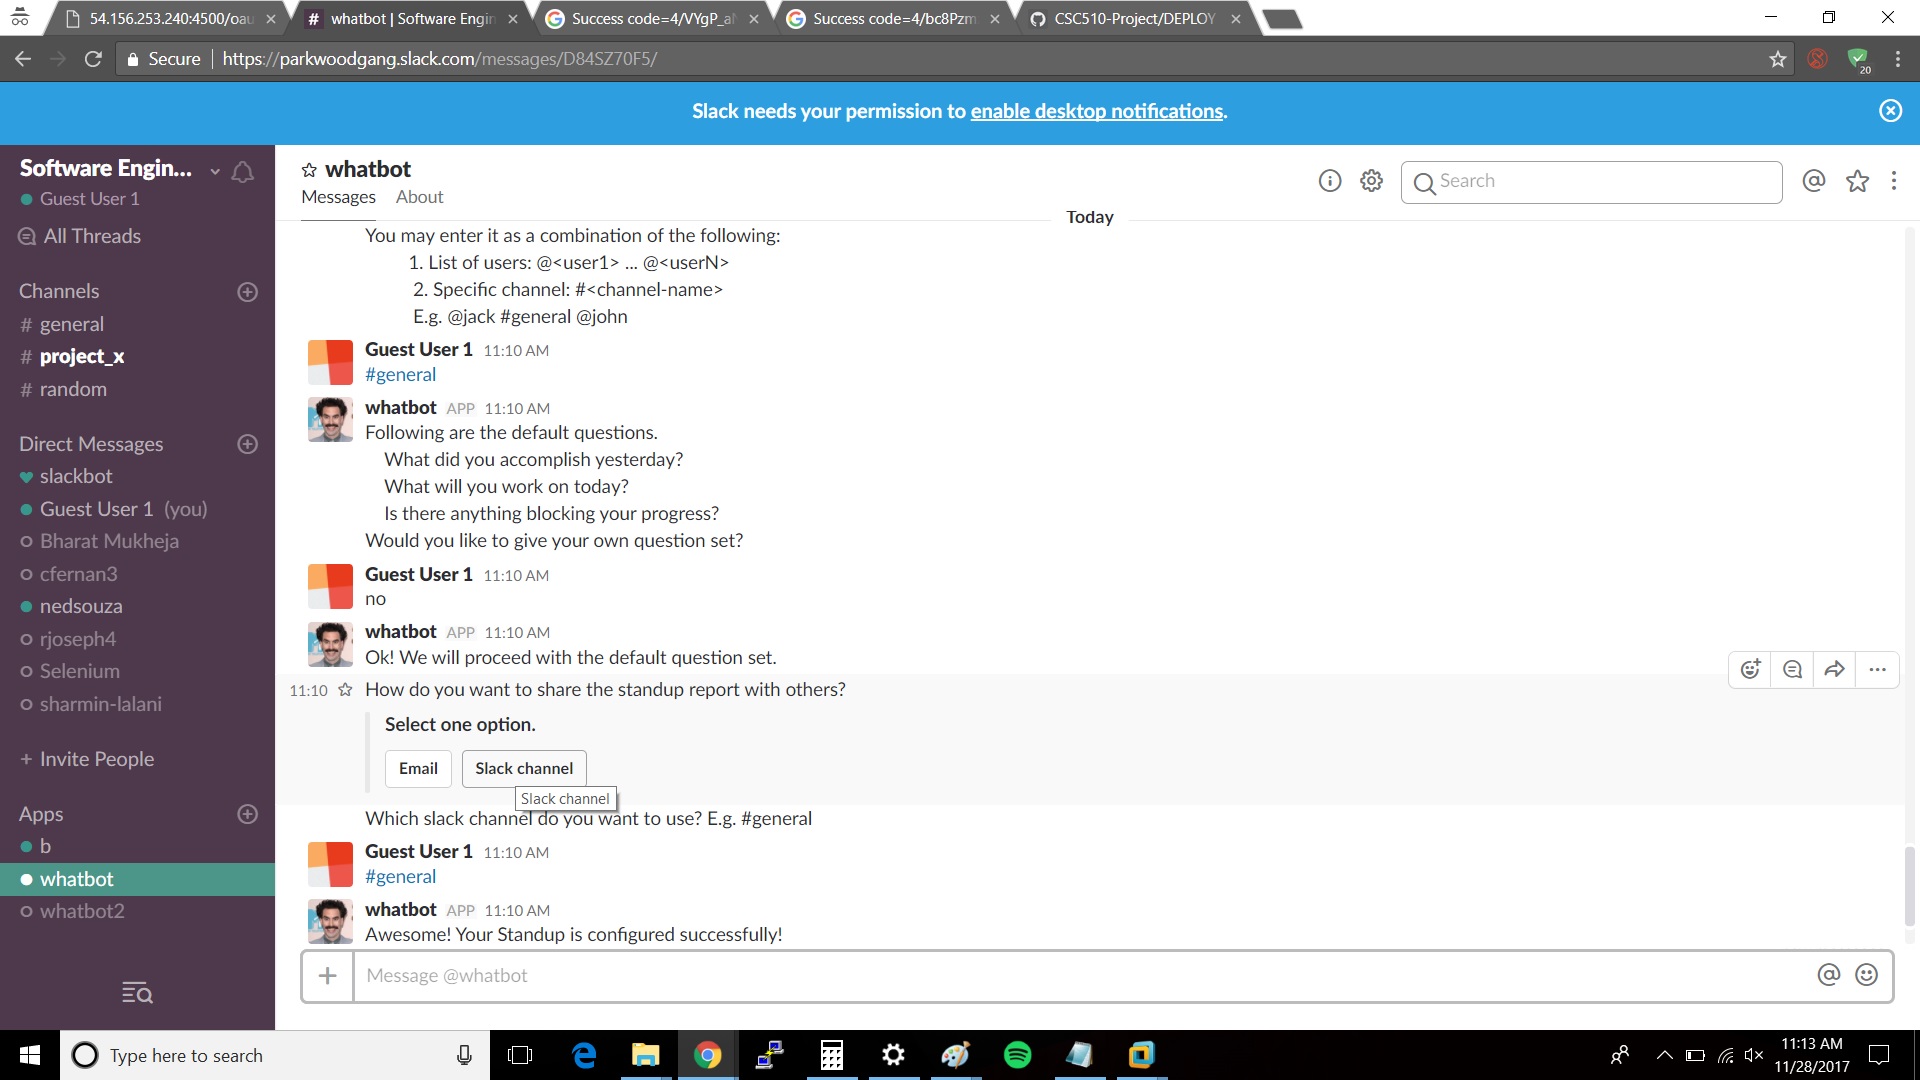 54.156.253.240:4500/oau
whatbot | Software Engin
Success code=4/VYgP_a
Success code=4/bc8Pzm
CSC510-Project/DEPLOY
Secure
https://parkwoodgang.slack.com/messages/D84SZ70F5/
20
Slack needs your permission to enable desktop notifications.
Software Engin...
Guest User 1
All Threads
Channels
# general
# project_x
# random
Direct Messages
slackbot
Guest User 1 (you)
Bharat Mukheja
cfernan3
nedsouza
rjoseph4
Selenium
sharmin-lalani
+ Invite People
Apps
b
whatbot
whatbot2
whatbot
Messages About
Search
Today
You may enter it as a combination of the following:
1. List of users: @<user1> ... @<userN>
2. Specific channel: #<channel-name>
E.g. @jack #general @john
Guest User 1 11:10 AM
#general
whatbot APP 11:10 AM
Following are the default questions.
What did you accomplish yesterday?
What will you work on today?
Is there anything blocking your progress?
Would you like to give your own question set?
Guest User 1 11:10 AM
no
whatbot APP 11:10 AM
Ok! We will proceed with the default question set.
11:10 How do you want to share the standup report with others?
Select one option.
Email Slack channel
Slack channel
Which slack channel do you want to use? E.g. #general
Guest User 1 11:10 AM
#general
whatbot APP 11:10 AM
Awesome! Your Standup is configured successfully!
Message @whatbot
Type here to search
11:13 AM
11/28/2017